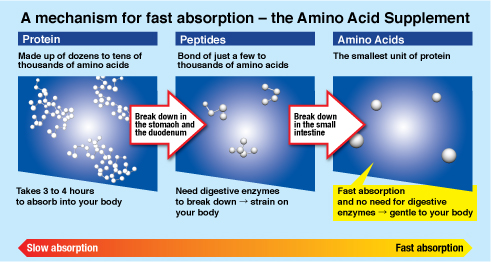 A mechanism for fast absorption – the Amino Acid Supplement
Protein
Made up of dozens to tens of
thousands of amino acids
Peptides
Bond of just a few to
thousands of amino acids
Amino Acids
The smallest unit of protein
Break down in
the stomach and
the duodenum
Break down
in the small
intestine
Takes 3 to 4 hours
to absorb into your body
Need digestive enzymes
to break down → strain on
your body
Fast absorption
and no need for digestive
enzymes → gentle to your body
Slow absorption
Fast absorption